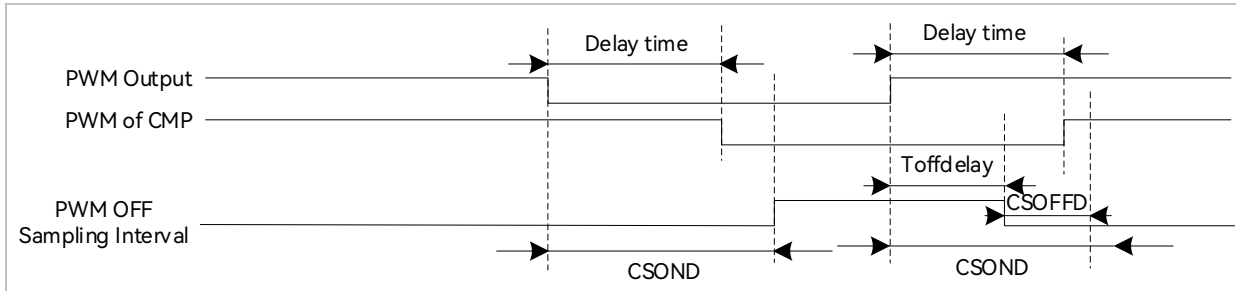 Delay time
Delay time
PWM Output
PWM of CMP
Toffdelay
CSOFFD
PWM OFF
Sampling Interval
CSOND
CSOND